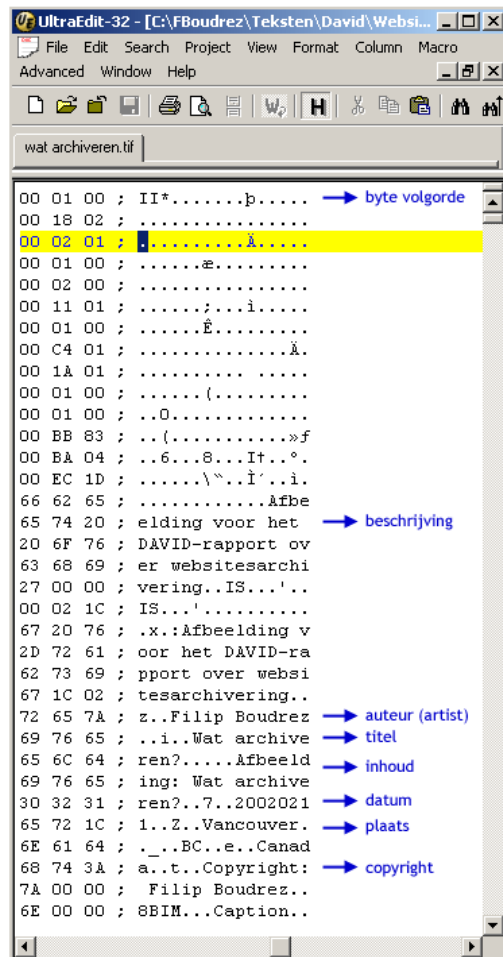 UltraEdit-32 - [C:\FBoudrez\Teksten\David\Websi...
File Edit Search Project View Format Column Macro
Advanced Window Help
wat archiveren.tif
00 01 00 ; II*.......þ..... byte volgorde
00 18 02 ; ................
00 02 01 ; ..........Ä.....
00 01 00 ; ......æ.........
00 02 00 ; ................
00 11 01 ; ......;...ì.....
00 01 00 ; ......Ê.........
00 C4 01 ; ..............Ä.
00 1A 01 ; .......... .....
00 01 00 ; ......(.........
00 01 00 ; ..O.............
00 BB 83 ; ..(...........»ƒ
00 BA 04 ; ..6...8...I†..º.
00 EC 1D ; ......\˜..Ì´..ì.
66 62 65 ; ............Afbe
65 74 20 ; elding voor het beschrijving
20 6F 76 ; DAVID-rapport ov
63 68 69 ; er websitesarchi
27 00 00 ; vering..IS...'..
00 02 1C ; IS...'..........
67 20 76 ; .x.:Afbeelding v
2D 72 61 ; oor het DAVID-ra
62 73 69 ; pport over websi
67 1C 02 ; tesarchivering..
72 65 7A ; z..Filip Boudrez auteur (artist)
69 76 65 ; ..i..Wat archive titel
65 6C 64 ; ren?.....Afbeeld inhoud
69 76 65 ; ing: Wat archive
30 32 31 ; ren?..7..2002021 datum
65 72 1C ; 1..Z..Vancouver. plaats
6E 61 64 ; ._..BC..e..Canad
68 74 3A ; a..t..Copyright: copyright
7A 00 00 ; Filip Boudrez..
6E 00 00 ; 8BIM...Caption..